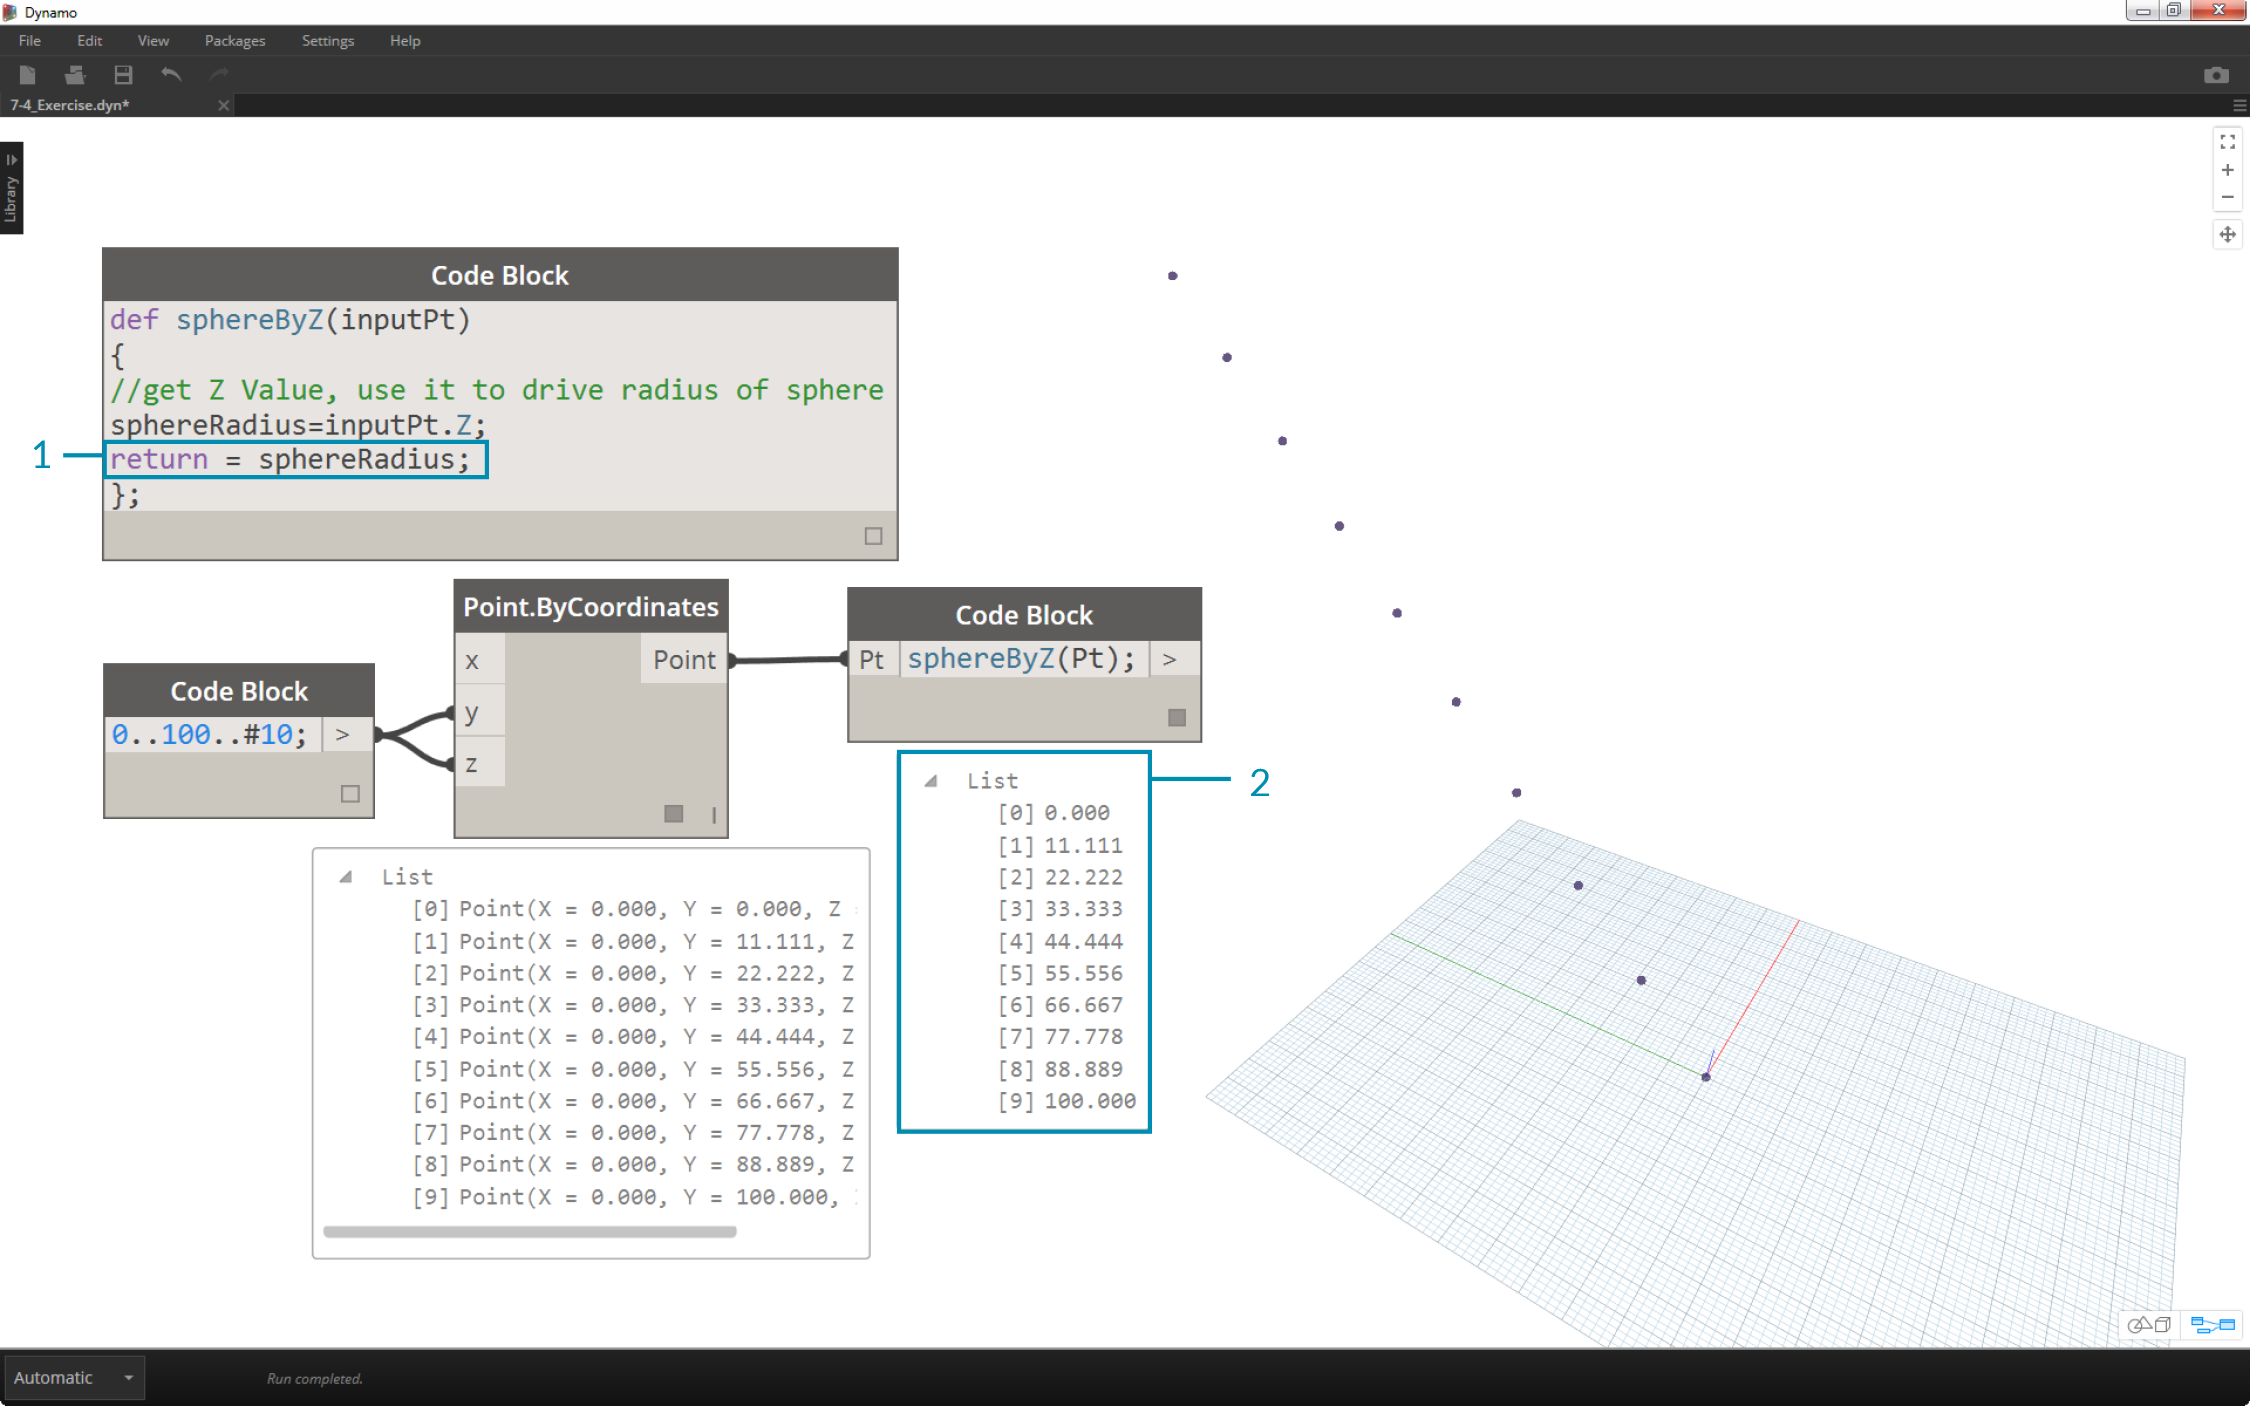 Dynamo
File Edit View Packages Settings Help
7-4_Exercise.dyn*
Library
Code Block
def sphereByZ(inputPt)
{
//get Z Value, use it to drive radius of sphere
sphereRadius=inputPt.Z;
1
return = sphereRadius;
};
Code Block
0..100..#10; >
Point.ByCoordinates
x Point
y
z
Code Block
Pt sphereByZ(Pt); >
List
[0] Point(X = 0.000, Y = 0.000, Z
[1] Point(X = 0.000, Y = 11.111, Z
[2] Point(X = 0.000, Y = 22.222, Z
[3] Point(X = 0.000, Y = 33.333, Z
[4] Point(X = 0.000, Y = 44.444, Z
[5] Point(X = 0.000, Y = 55.556, Z
[6] Point(X = 0.000, Y = 66.667, Z
[7] Point(X = 0.000, Y = 77.778, Z
[8] Point(X = 0.000, Y = 88.889, Z
[9] Point(X = 0.000, Y = 100.000,
2
List
[0] 0.000
[1] 11.111
[2] 22.222
[3] 33.333
[4] 44.444
[5] 55.556
[6] 66.667
[7] 77.778
[8] 88.889
[9] 100.000
Automatic
Run completed.